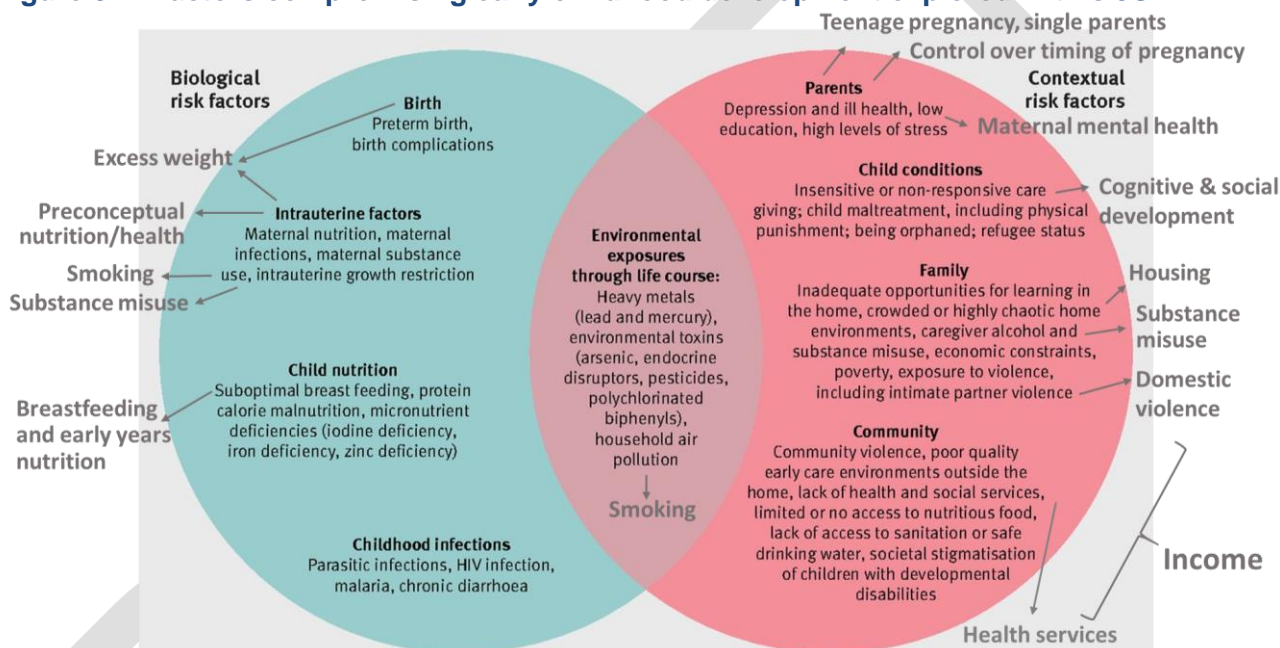 Teenage pregnancy, single parents
Control over timing of pregnancy
Biological
risk factors
Contextual
risk factors
Birth
Preterm birth,
birth complications
Parents
Depression and ill health, low
education, high levels of stress
Maternal mental health
Excess weight
Child conditions
Insensitive or non-responsive care
giving; child maltreatment, including physical
punishment; being orphaned; refugee status
Cognitive & social
development
Preconceptual
nutrition/health
Intrauterine factors
Maternal nutrition, maternal
infections, maternal substance
use, intrauterine growth restriction
Smoking
Substance misuse
Environmental
exposures
through life course:
Heavy metals
(lead and mercury),
environmental toxins
(arsenic, endocrine
disruptors, pesticides,
polychlorinated
biphenyls),
household air
pollution
Smoking
Family
Inadequate opportunities for learning in
the home, crowded or highly chaotic home
environments, caregiver alcohol and
substance misuse, economic constraints,
poverty, exposure to violence,
including intimate partner violence
Housing
Substance
misuse
Domestic
violence
Child nutrition
Suboptimal breast feeding, protein
calorie malnutrition, micronutrient
deficiencies (iodine deficiency,
iron deficiency, zinc deficiency)
Breastfeeding
and early years
nutrition
Community
Community violence, poor quality
early care environments outside the
home, lack of health and social services,
limited or no access to nutritious food,
lack of access to sanitation or safe
drinking water, societal stigmatisation
of children with developmental
disabilities
Income
Health services
Childhood infections
Parasitic infections, HIV infection,
malaria, chronic diarrhoea